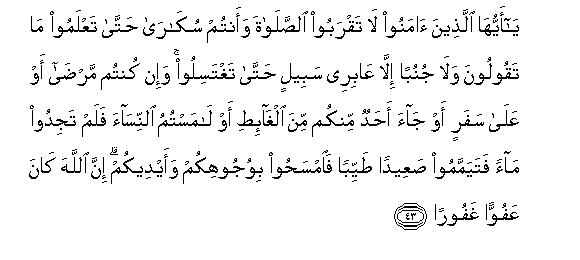 يَـٰٓأَيُّهَا ٱلَّذِينَ ءَامَنُوا۟ لَا تَقْرَبُوا۟ ٱلصَّلَوٰةَ وَأَنتُمْ سُكَـٰرَىٰ حَتَّىٰ تَعْلَمُوا۟ مَا
تَقُولُونَ وَلَا جُنُبًا إِلَّا عَابِرِى سَبِيلٍ حَتَّىٰ تَغْتَسِلُوا۟ ۚ وَإِن كُنتُم مَّرْضَىٰٓ أَوْ
عَلَىٰ سَفَرٍ أَوْ جَآءَ أَحَدٌ مِّنكُم مِّنَ ٱلْغَآئِطِ أَوْ لَـٰمَسْتُمُ ٱلنِّسَآءَ فَلَمْ تَجِدُوا۟
مَآءً فَتَيَمَّمُوا۟ صَعِيدًا طَيِّبًا فَٱمْسَحُوا۟ بِوُجُوهِكُمْ وَأَيْدِيكُمْ ۗ إِنَّ ٱللَّهَ كَانَ
عَفُوًّا غَفُورًا ٤٣